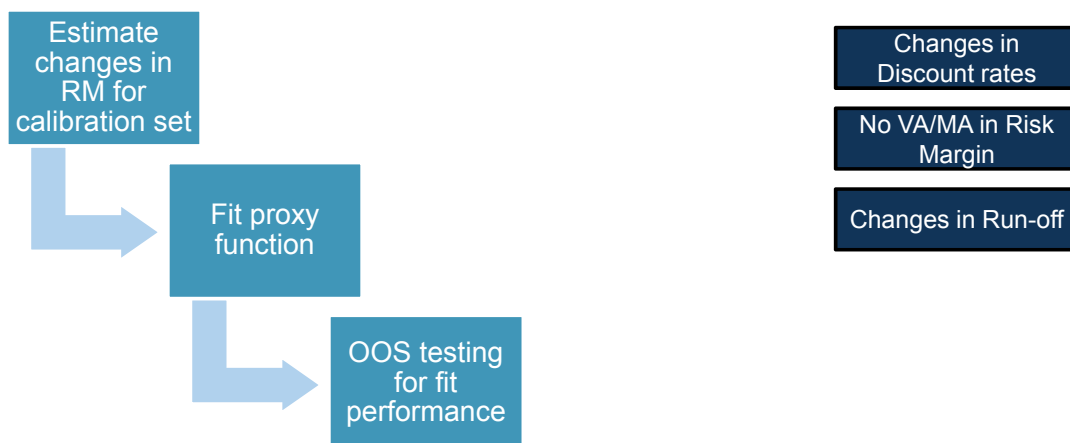 Estimate
changes in
RM for
calibration set
Fit proxy
function
OOS testing
for fit
performance
Changes in
Discount rates
No VA/MA in Risk
Margin
Changes in Run-off